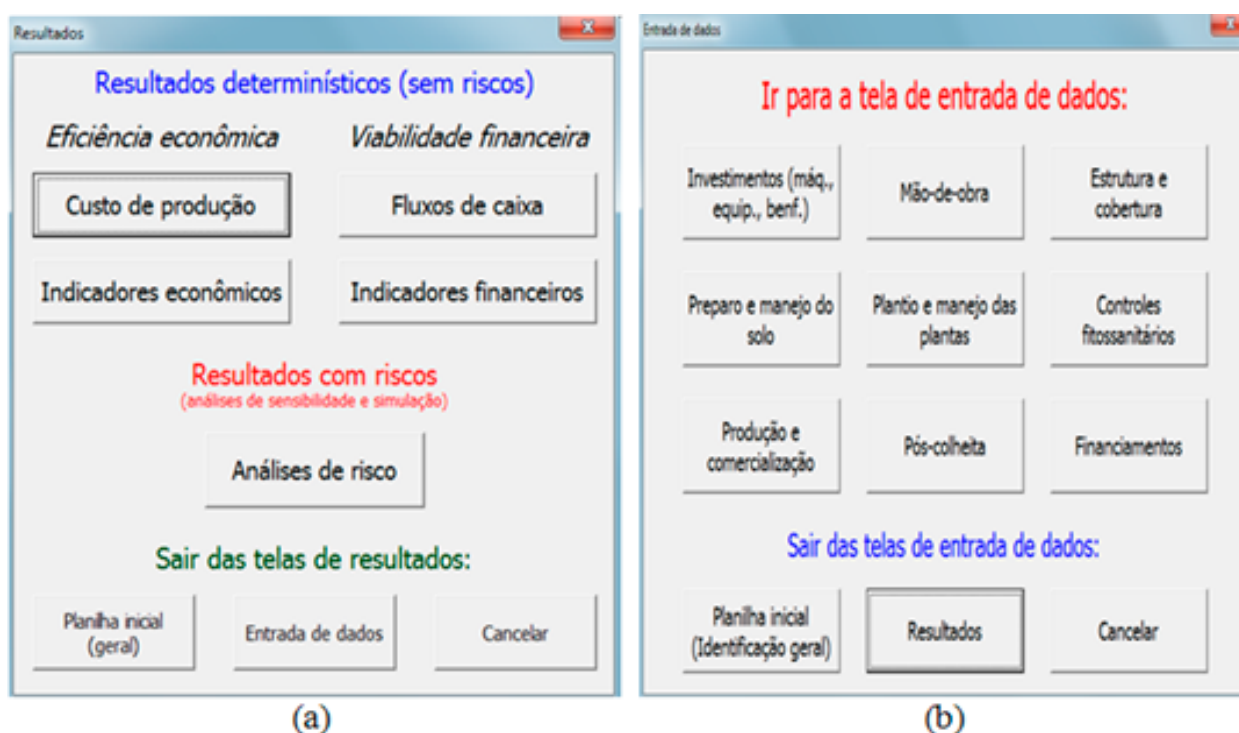 Resultados
Resultados determinísticos (sem riscos)
Eficiência econômica
Viabilidade financeira
Custo de produção
Fluxos de caixa
Indicadores econômicos
Indicadores financeiros
Resultados com riscos
(análises de sensibilidade e simulação)
Análises de risco
Sair das telas de resultados:
Planilha inicial
(geral)
Entrada de dados
Cancelar
(a)
Entrada de dados
Ir para a tela de entrada de dados:
Investimentos (máq.,
equip., benf.)
Mão-de-obra
Estrutura e
cobertura
Preparo e manejo do
solo
Plantio e manejo das
plantas
Controles
fitossanitários
Produção e
comercialização
Pós-colheita
Financiamentos
Sair das telas de entrada de dados:
Planilha inicial
(Identificação geral)
Resultados
Cancelar
(b)